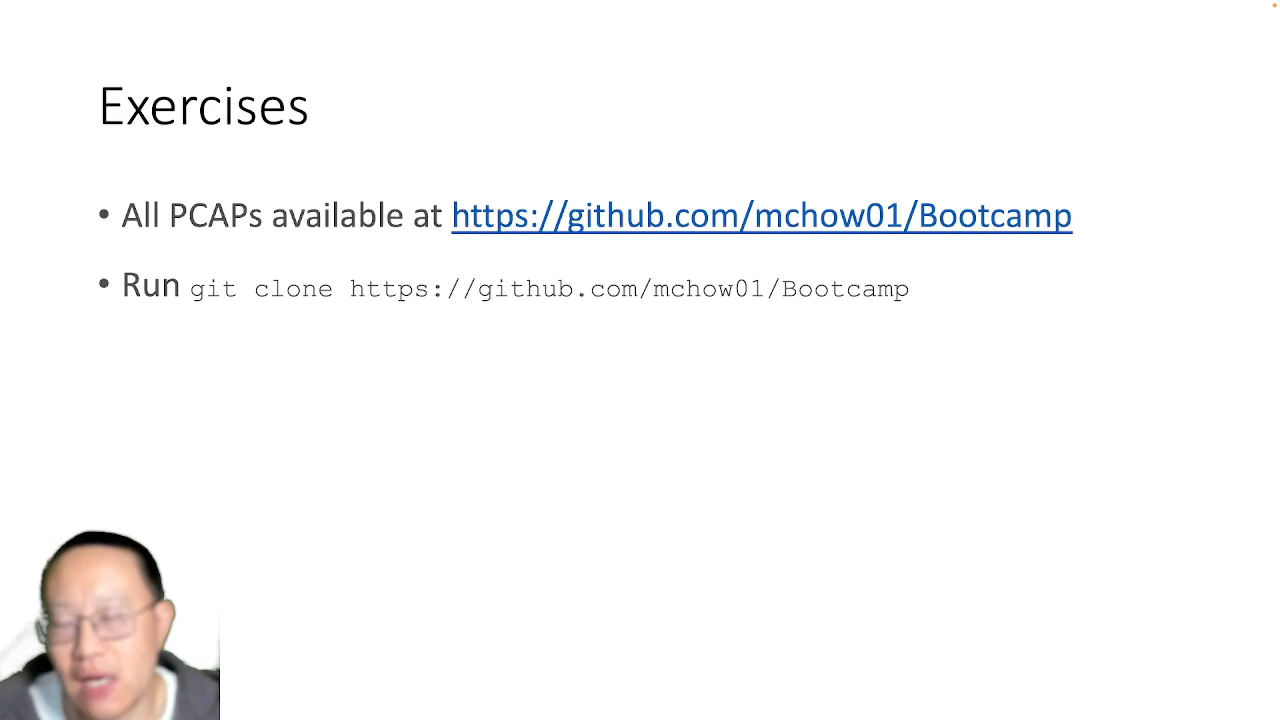 Exercises
• All PCAPs available at https://github.com/mchow01/Bootcamp
• Run git clone https://github.com/mchow01/Bootcamp